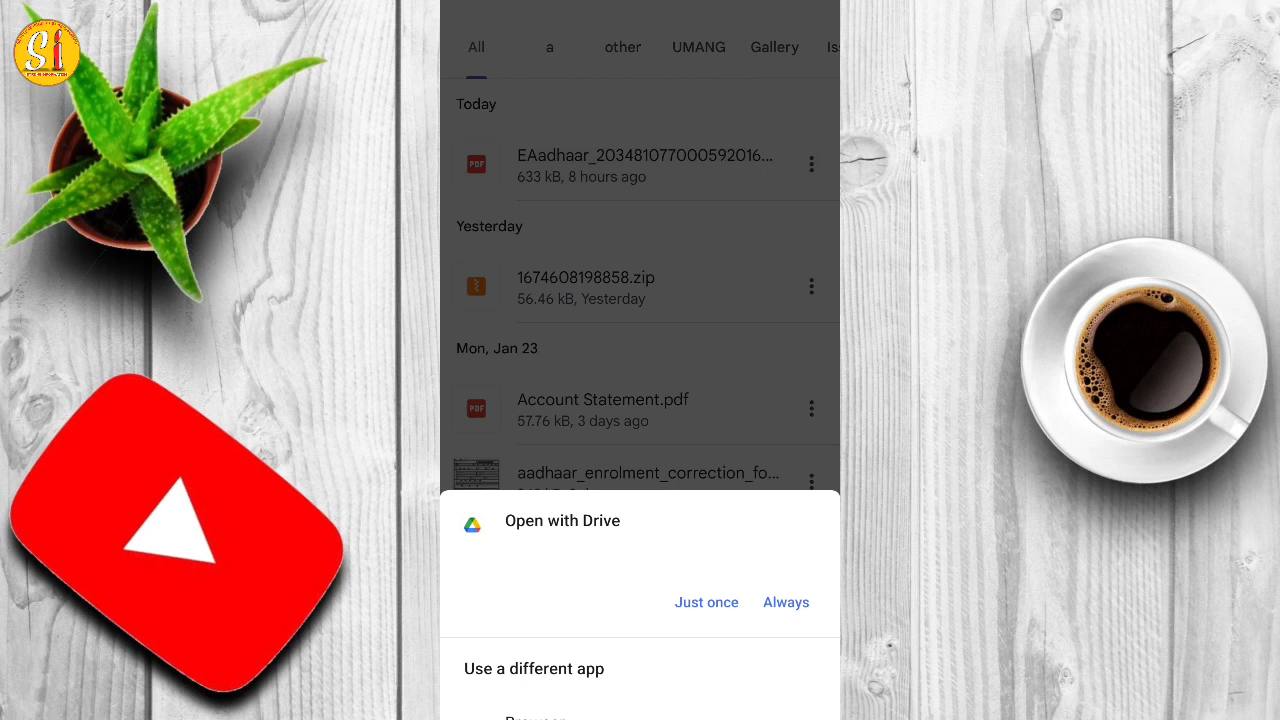 Si
All a other UMANG Gallery
Today
EAadhaar_203481077000592016...
633 kB, 8 hours ago
Yesterday
1674608198858.zip
56.46 kB, Yesterday
Mon, Jan 23
Account Statement.pdf
57.76 kB, 3 days ago
aadhaar_enrolment_correction_fo...
Open with Drive
Just once Always
Use a different app